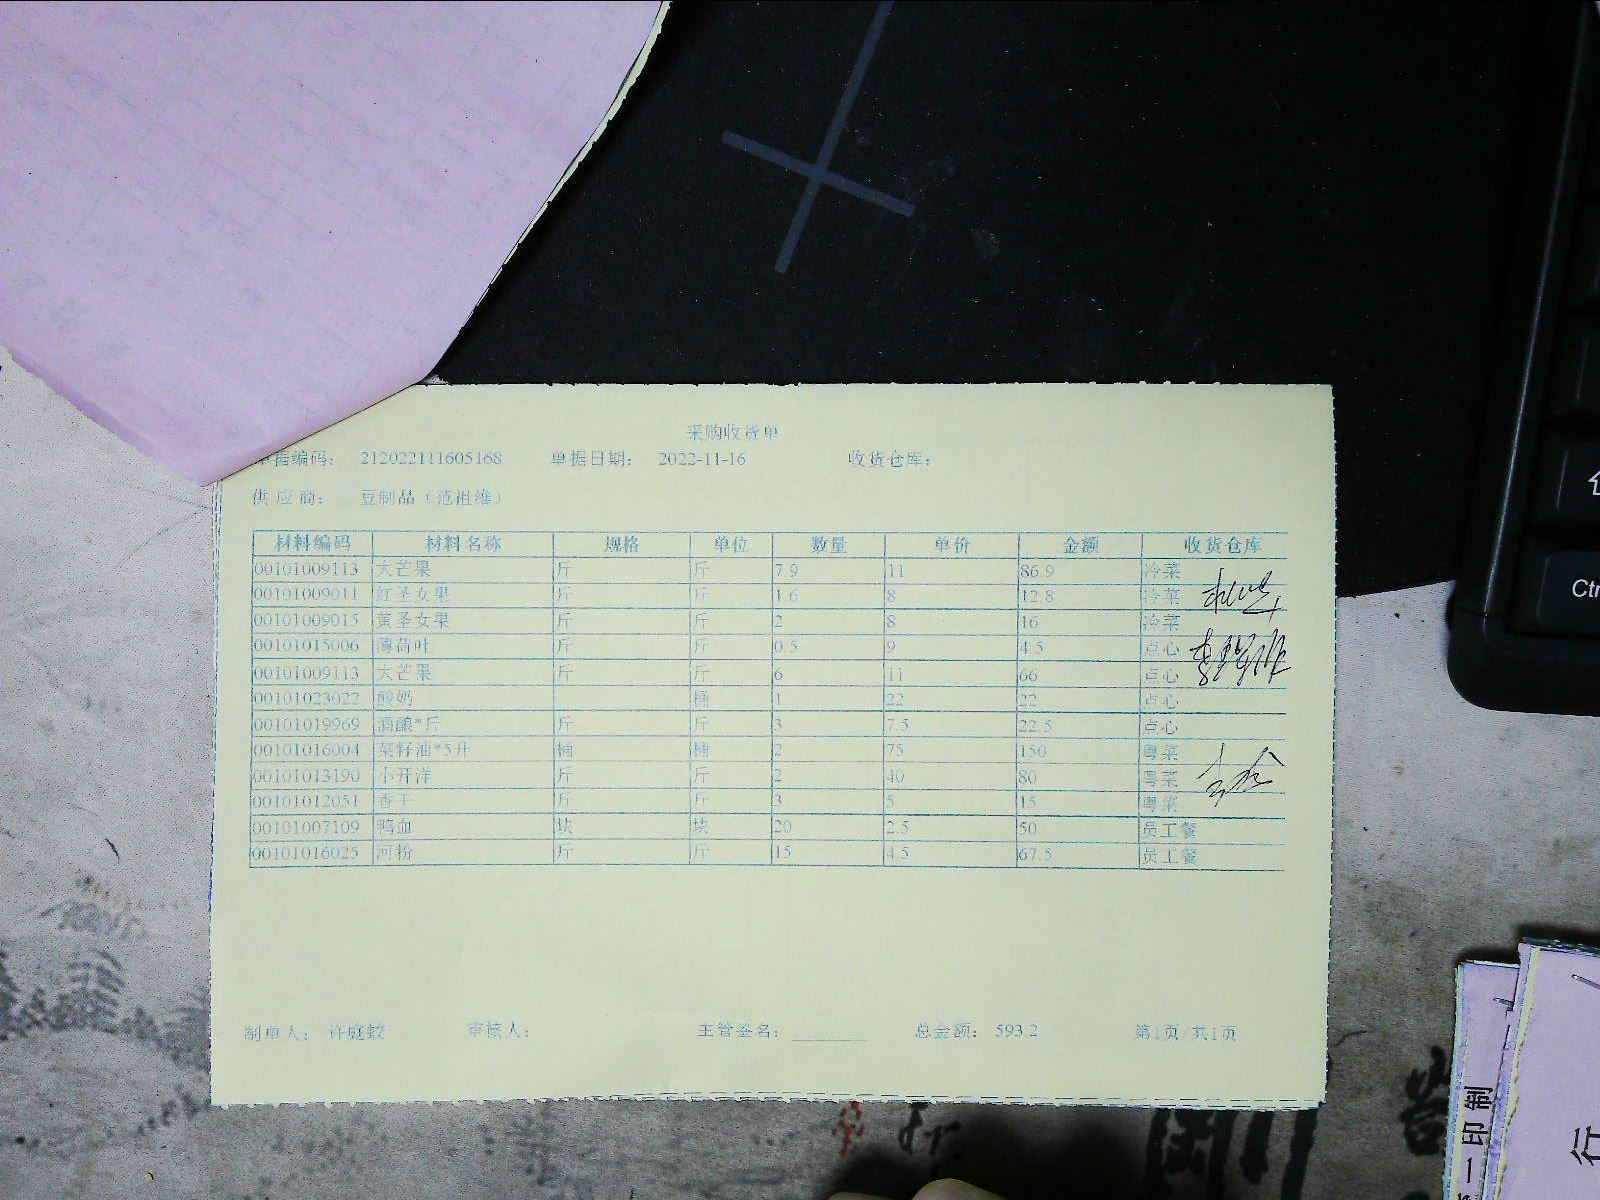 采购收货单
单据编码： 212022111605168 单据日期： 2022-11-16 收货仓库：
供应商： 豆制品（范祖维）
材料编码 材料名称 规格 单位 数量 单价 金额 收货仓库
00101009113 大芒果 斤 斤 7.9 11 86.9 冷菜
00101009011 红圣女果 斤 斤 1.6 8 12.8 冷菜
00101009015 黄圣女果 斤 斤 2 8 16 冷菜
00101015006 薄荷叶 斤 斤 0.5 9 4.5 点心
00101009113 大芒果 斤 斤 6 11 66 点心
00101023022 酸奶 桶 1 22 22 点心
00101019969 酒酿*斤 斤 斤 3 7.5 22.5 点心
00101016004 菜籽油*5升 桶 桶 2 75 150 粤菜
00101013190 小开洋 斤 斤 2 40 80 粤菜
00101012051 香干 斤 斤 3 5 15 粤菜
00101007109 鸭血 块 块 20 2.5 50 员工餐
00101016025 河粉 斤 斤 15 4.5 67.5 员工餐
制单人： 许庭蛟 审核人： 主管签名： 总金额： 593.2 第1页/共1页
Ctr
一印制
行